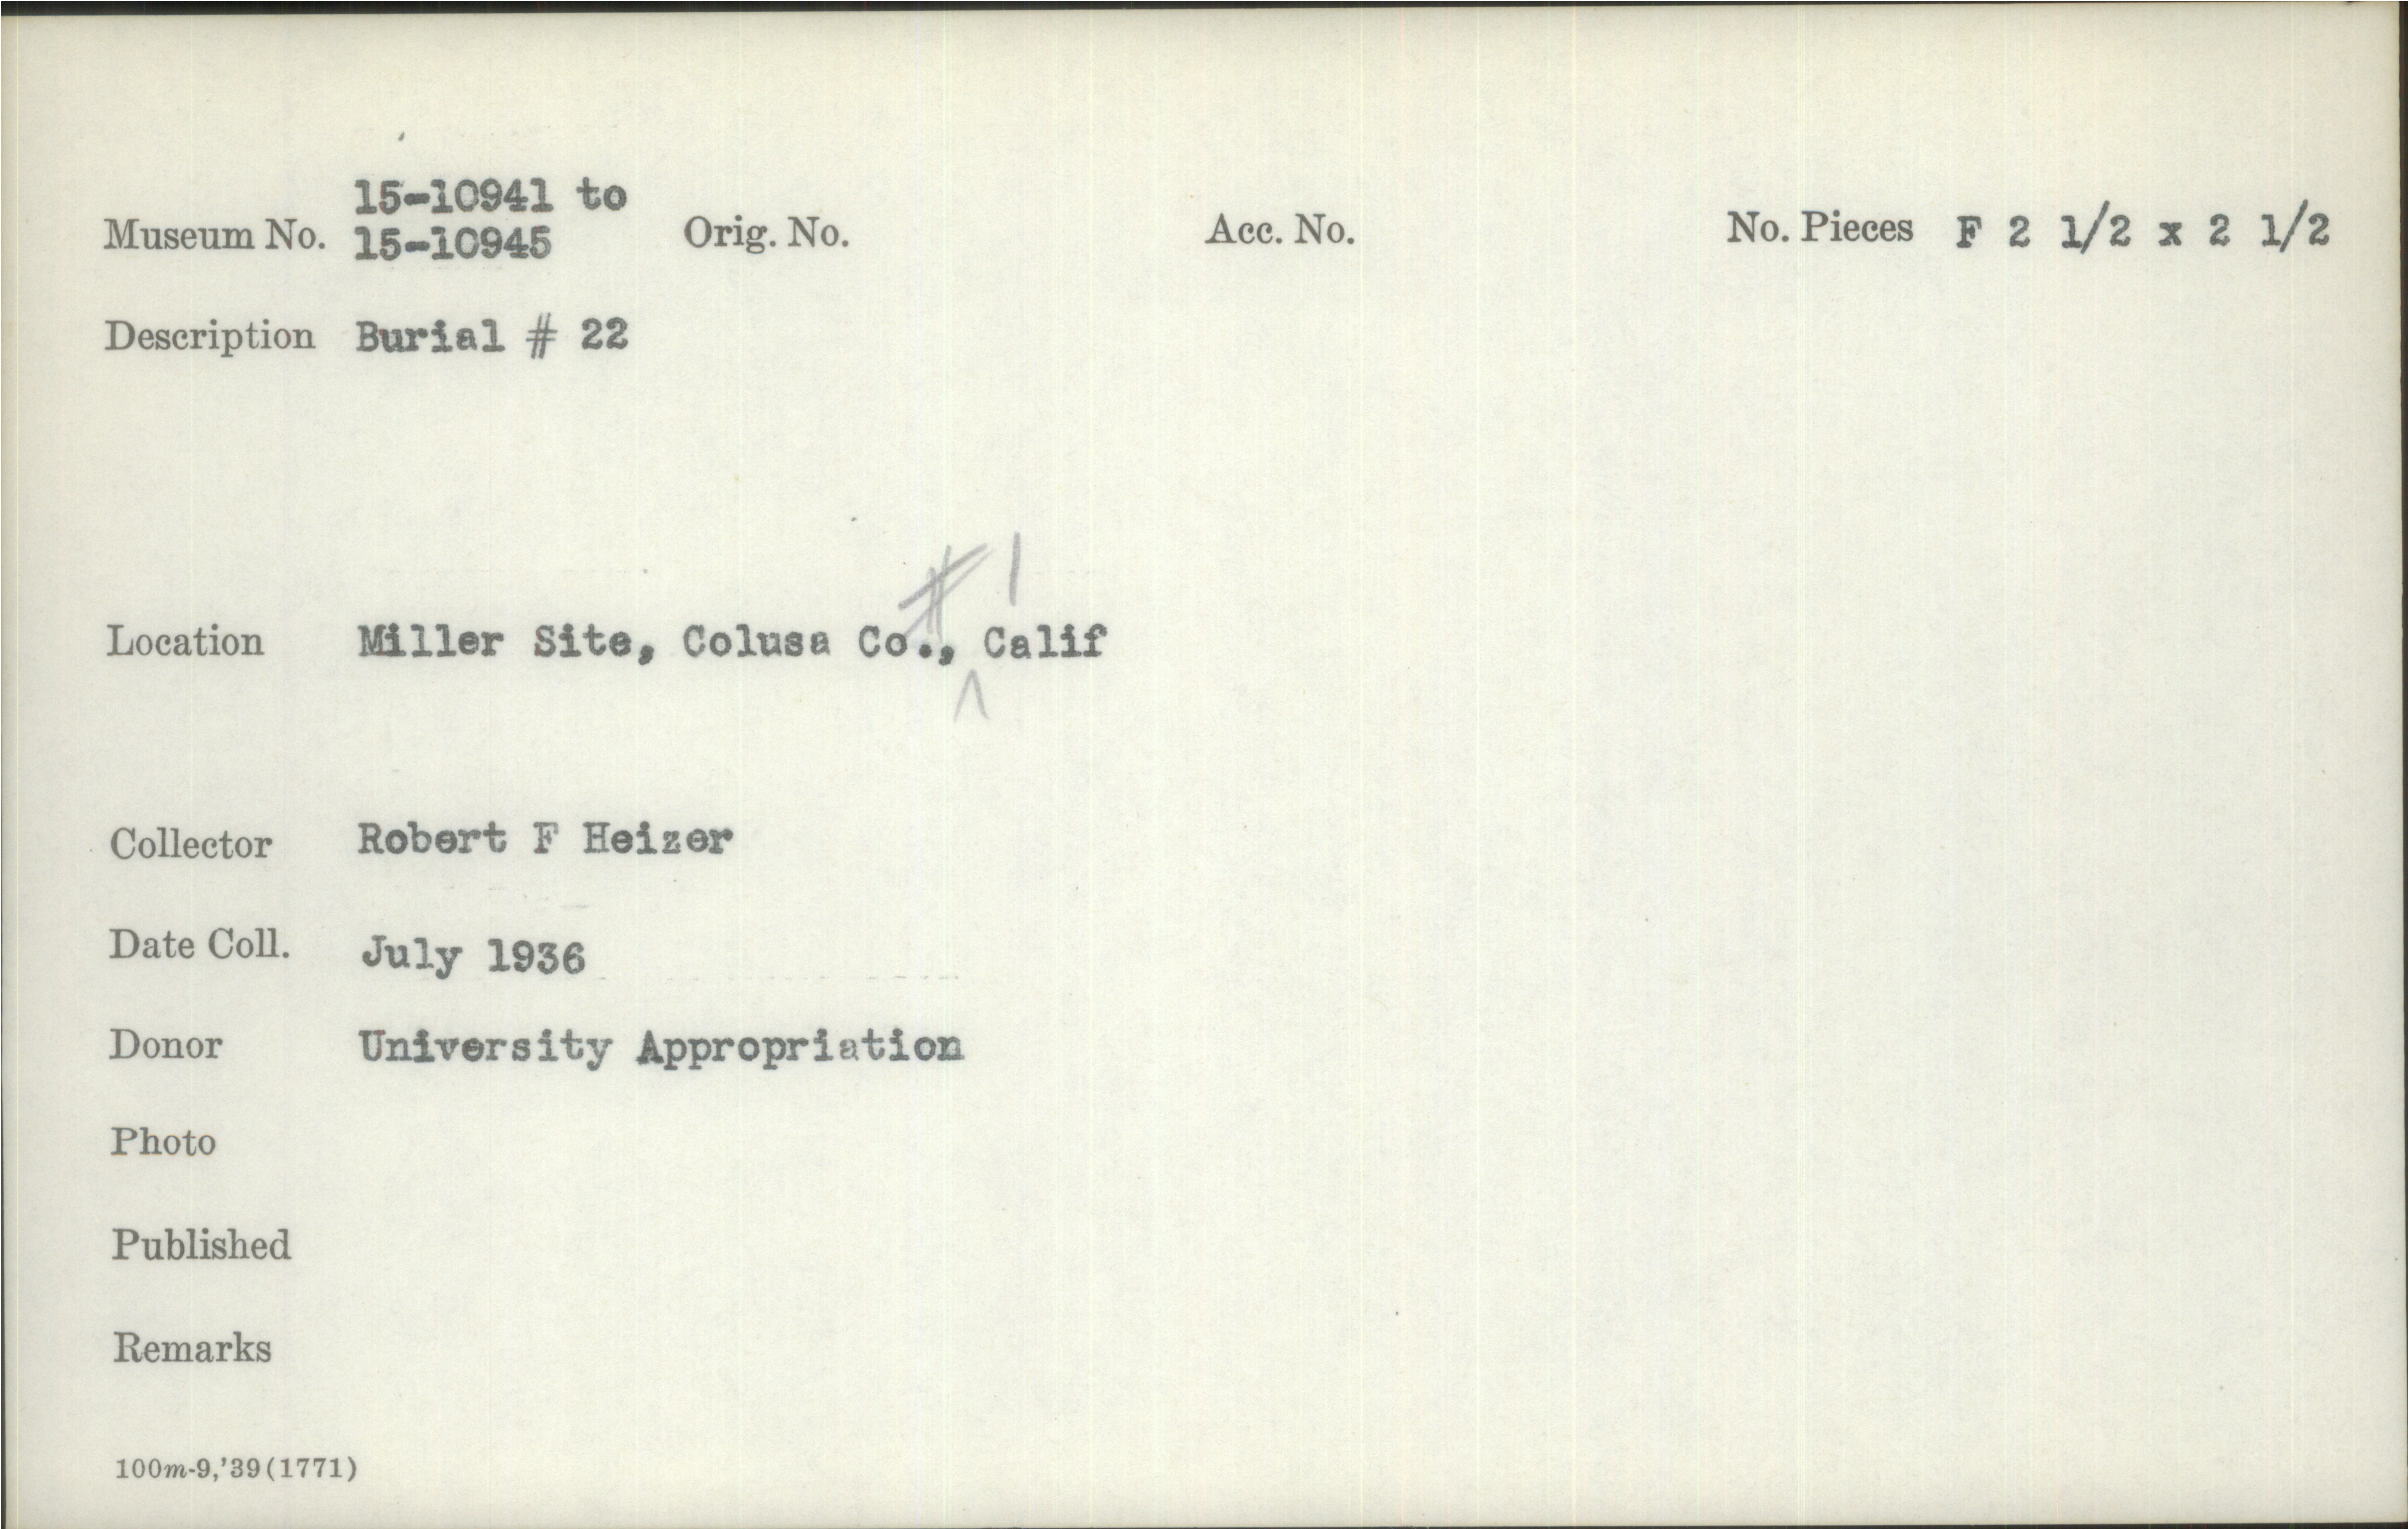 15-10941 to
Museum No. 15-10945 Orig. No. Acc. No. No. Pieces F 2 1/2 x 2 1/2
Description Burial # 22
# 1
Location Miller Site, Colusa Co., ^ Calif
Collector Robert F Heizer
Date Coll. July 1936
Donor University Appropriation
Photo
Published
Remarks
100m-9,'39(1771)